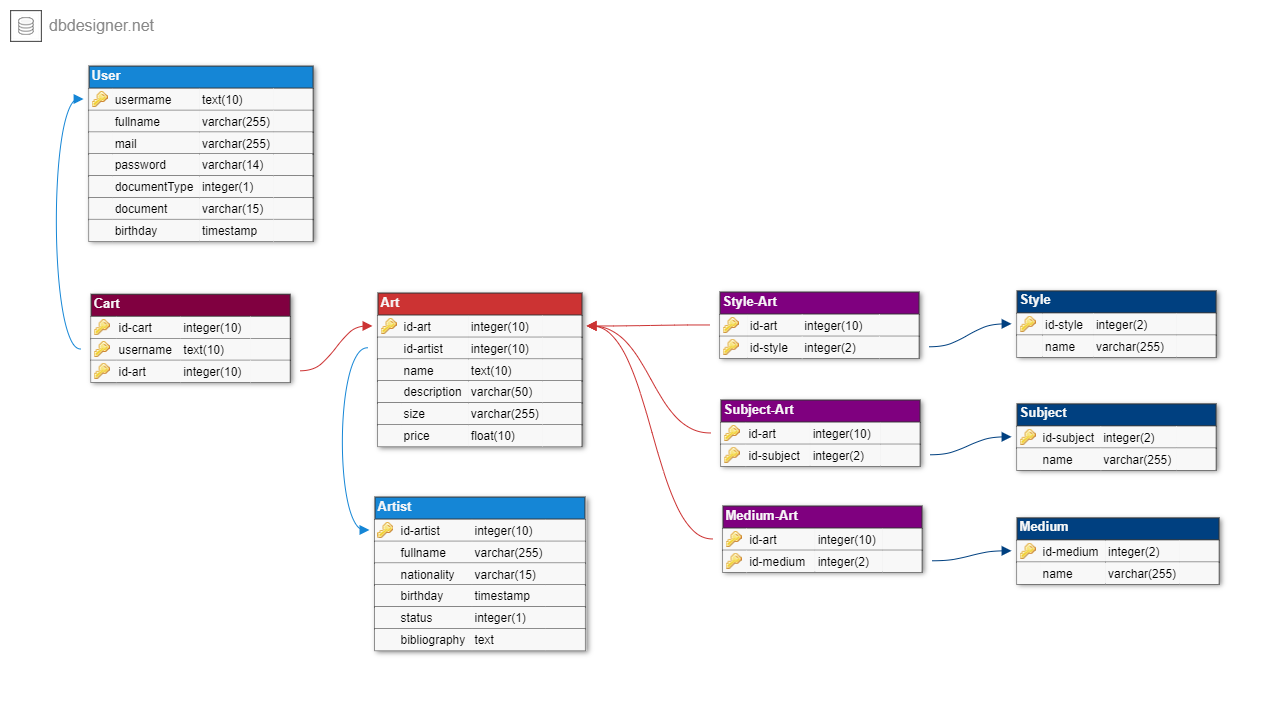 dbdesigner.net
User
username text(10)
fullname varchar(255)
mail varchar(255)
password varchar(14)
documentType integer(1)
document varchar(15)
birthday timestamp
Cart
id-cart integer(10)
username text(10)
id-art integer(10)
Art
id-art integer(10)
id-artist integer(10)
name text(10)
description varchar(50)
size varchar(255)
price float(10)
Artist
id-artist integer(10)
fullname varchar(255)
nationality varchar(15)
birthday timestamp
status integer(1)
bibliography text
Style-Art
id-art integer(10)
id-style integer(2)
Subject-Art
id-art integer(10)
id-subject integer(2)
Medium-Art
id-art integer(10)
id-medium integer(2)
Style
id-style integer(2)
name varchar(255)
Subject
id-subject integer(2)
name varchar(255)
Medium
id-medium integer(2)
name varchar(255)